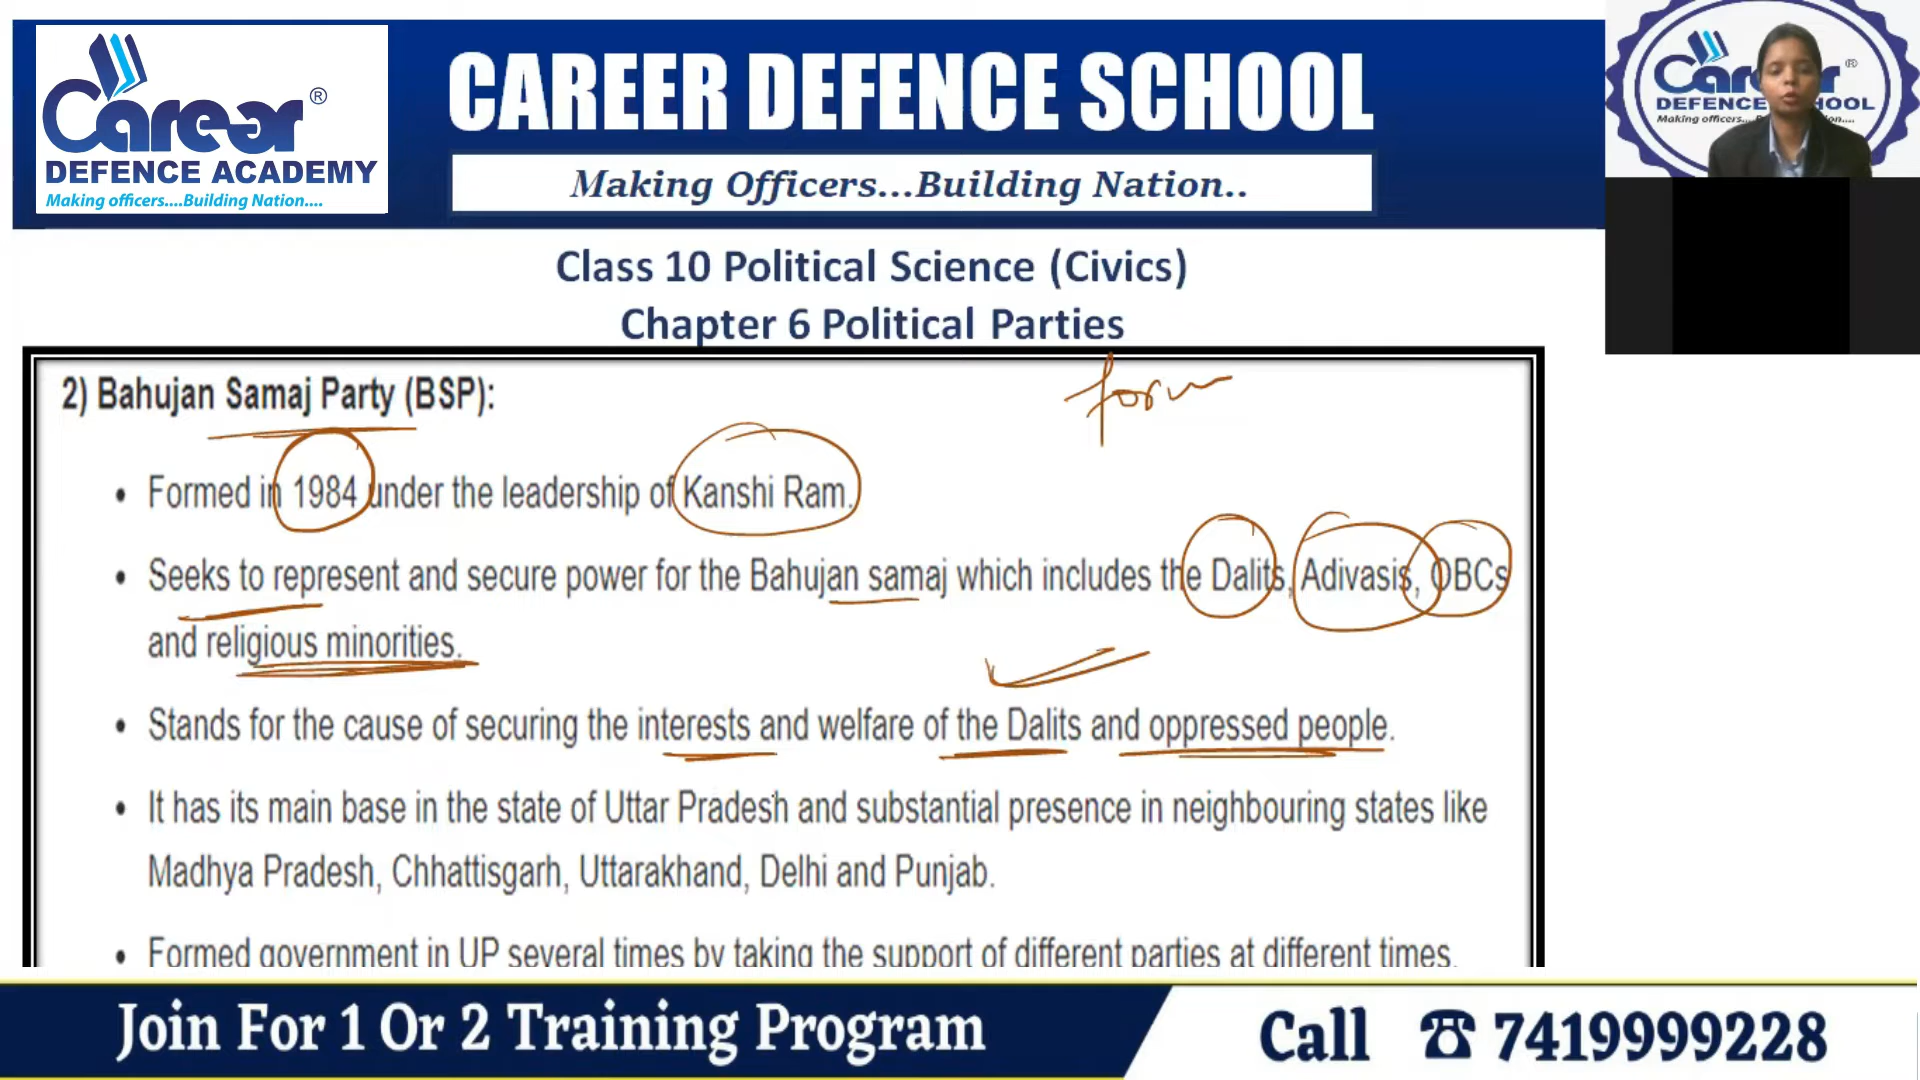 Career ®
DEFENCE ACADEMY
Making officers....Building Nation....
CAREER DEFENCE SCHOOL
Making Officers...Building Nation..
Career ®
DEFENCE SCHOOL
Making officers....
ion....
Class 10 Political Science (Civics)
Chapter 6 Political Parties
form
2) Bahujan Samaj Party (BSP):
• Formed in 1984 under the leadership of Kanshi Ram.
• Seeks to represent and secure power for the Bahujan samaj which includes the Dalits, Adivasis, OBCs
and religious minorities.
• Stands for the cause of securing the interests and welfare of the Dalits and oppressed people.
• It has its main base in the state of Uttar Pradesh and substantial presence in neighbouring states like
Madhya Pradesh, Chhattisgarh, Uttarakhand, Delhi and Punjab.
• Formed government in UP several times by taking the support of different parties at different times.
Join For 1 Or 2 Training Program
Call ☎ 7419999228